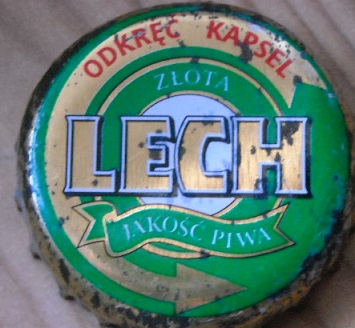 ODKRĘĆ KAPSEL
ZŁOTA
LECH
JAKOŚĆ PIWA